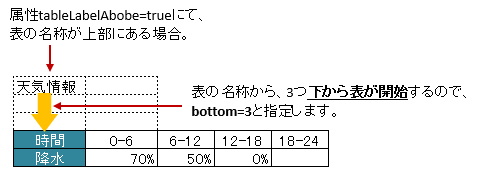 属性tableLabelAbobe=trueにて、
表の名称が上部にある場合。
天気情報
表の名称から、3つ下から表が開始するので、
bottom=3と指定します。
時間 0-6 6-12 12-18 18-24
降水 70% 50% 0%